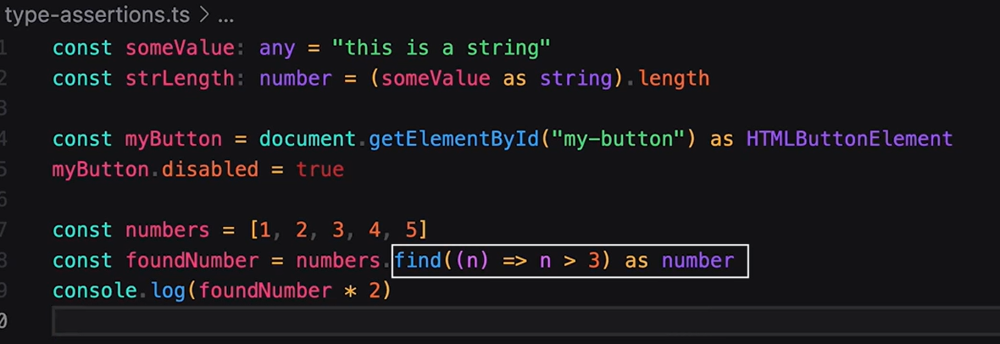 type-assertions.ts > ...
1 const someValue: any = "this is a string"
2 const strLength: number = (someValue as string).length
3
4 const myButton = document.getElementById("my-button") as HTMLButtonElement
5 myButton.disabled = true
6
7 const numbers = [1, 2, 3, 4, 5]
8 const foundNumber = numbers.find((n) => n > 3) as number
9 console.log(foundNumber * 2)
0